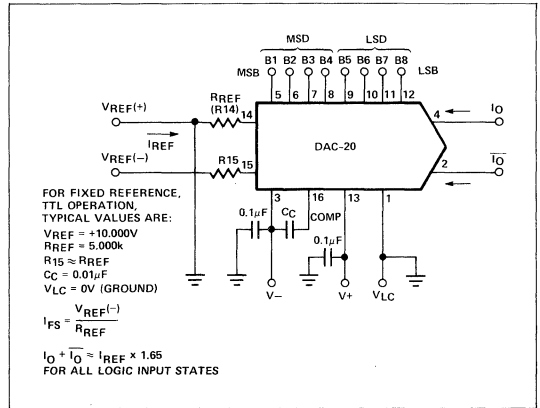 MSD LSD
MSB B1 B2 B3 B4 B5 B6 B7 B8 LSB
5 6 7 8 9 10 11 12
VREF(+)
RREF
(R14)
14
IREF
4
IO
DAC-20
VREF(-)
R15
15
2
IO
3 16 13 1
0.1µF CC COMP
0.1µF
V- V+ VLC
FOR FIXED REFERENCE,
TTL OPERATION,
TYPICAL VALUES ARE:
VREF = +10.000V
RREF = 5.000k
R15 ≈ RREF
CC = 0.01µF
VLC = 0V (GROUND)
IFS = VREF(-)
RREF
IO + IO ≈ IREF x 1.65
FOR ALL LOGIC INPUT STATES